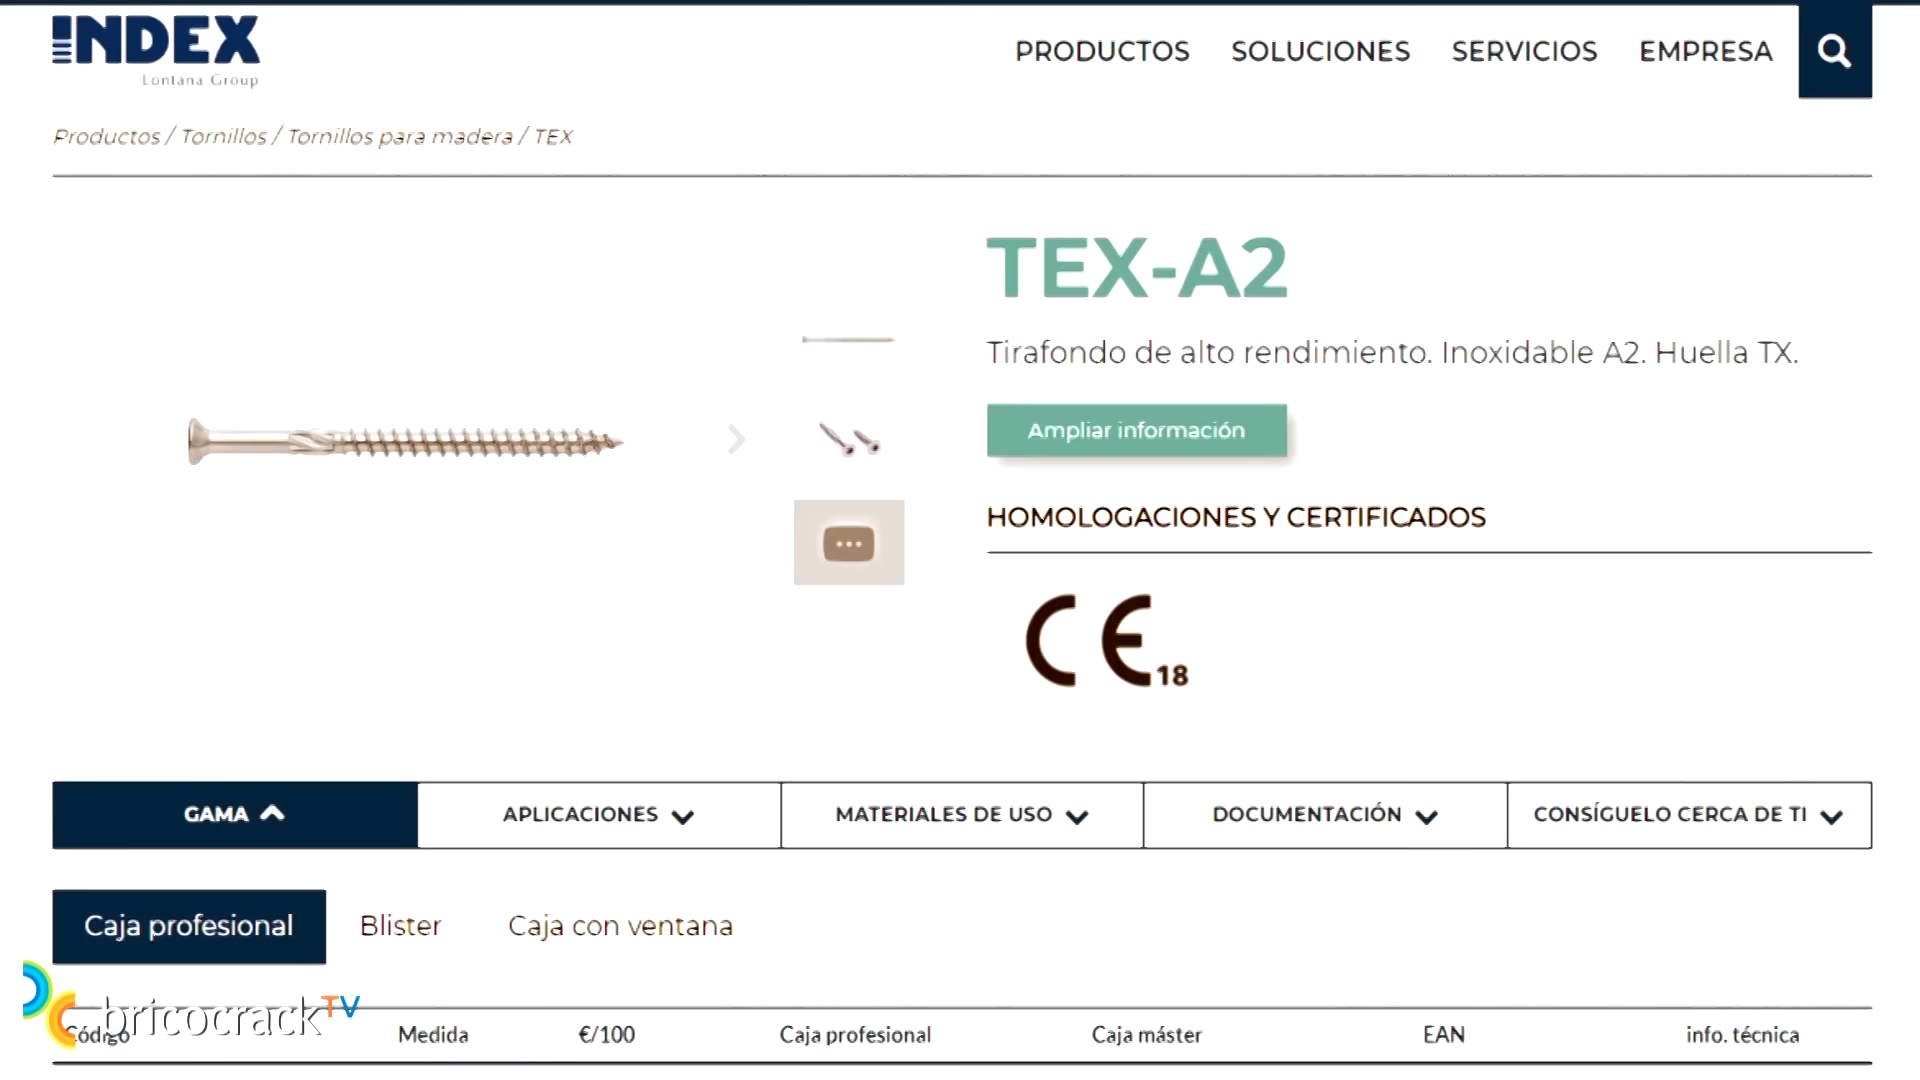 INDEX
Lontana Group
PRODUCTOS SOLUCIONES SERVICIOS EMPRESA
Productos / Tornillos / Tornillos para madera / TEX
TEX-A2
Tirafondo de alto rendimiento. Inoxidable A2. Huella TX.
Ampliar información
HOMOLOGACIONES Y CERTIFICADOS
CE 18
GAMA APLICACIONES MATERIALES DE USO DOCUMENTACIÓN CONSÍGUELO CERCA DE TI
Caja profesional Blister Caja con ventana
bricocrack TV
Código Medida €/100 Caja profesional Caja máster EAN info. técnica